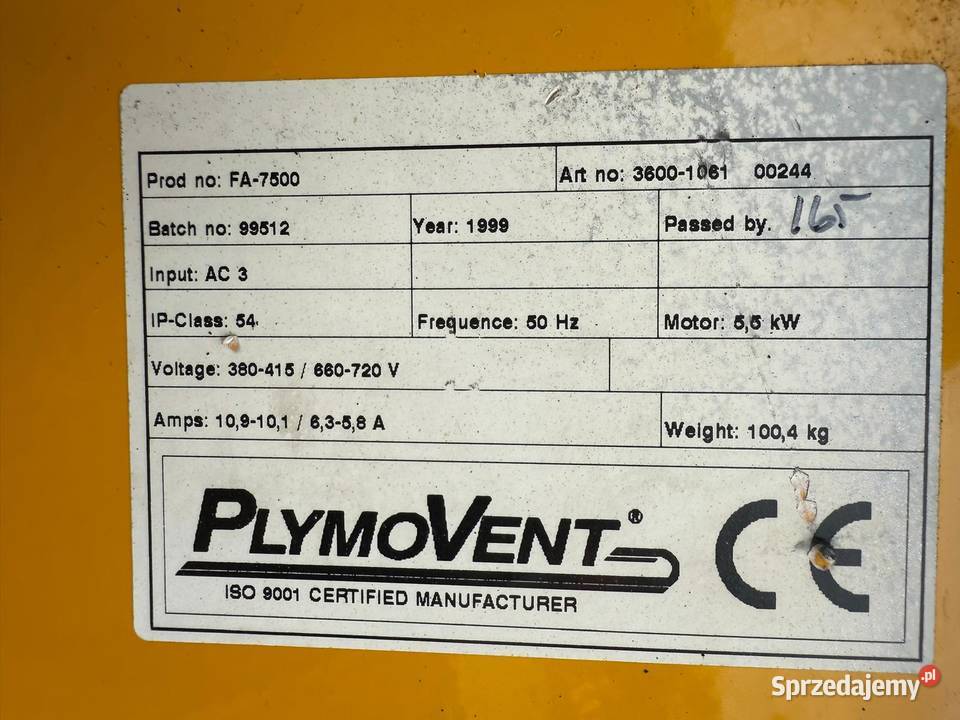 Prod no: FA-7500 Art no: 3600-1061 00244
Batch no: 99512 Year: 1999 Passed by. 165
Input: AC 3
IP-Class: 54 Frequence: 50 Hz Motor: 5,5 kW
Voltage: 380-415 / 660-720 V
Amps: 10,9-10,1 / 6,3-5,8 A Weight: 100,4 kg
PLYMOVENT® CE
ISO 9001 CERTIFIED MANUFACTURER
Sprzedajemy.pl